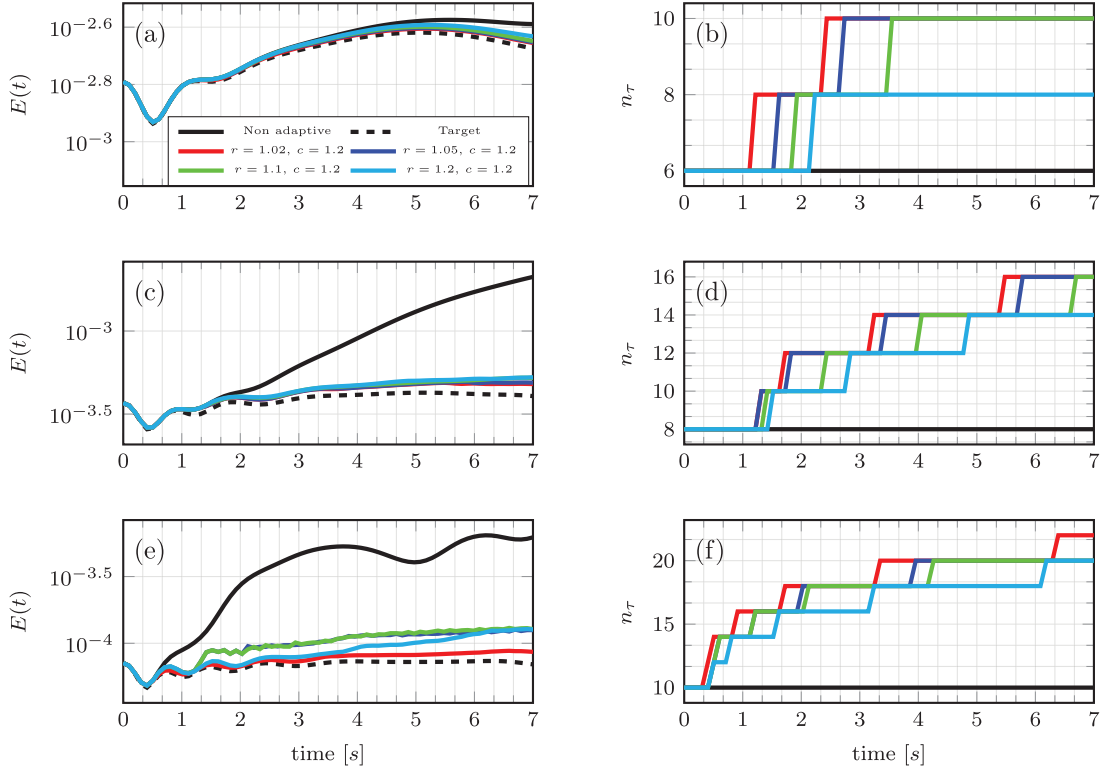 (a)
E(t)
10^−2.6
10^−2.8
10^−3
Non adaptive
Target
r = 1.02, c = 1.2
r = 1.05, c = 1.2
r = 1.1, c = 1.2
r = 1.2, c = 1.2
0 1 2 3 4 5 6 7
(b)
n_τ
10
8
6
0 1 2 3 4 5 6 7
(c)
E(t)
10^−3
10^−3.5
0 1 2 3 4 5 6 7
(d)
n_τ
16
14
12
10
8
0 1 2 3 4 5 6 7
(e)
E(t)
10^−3.5
10^−4
0 1 2 3 4 5 6 7
time [s]
(f)
n_τ
20
15
10
0 1 2 3 4 5 6 7
time [s]